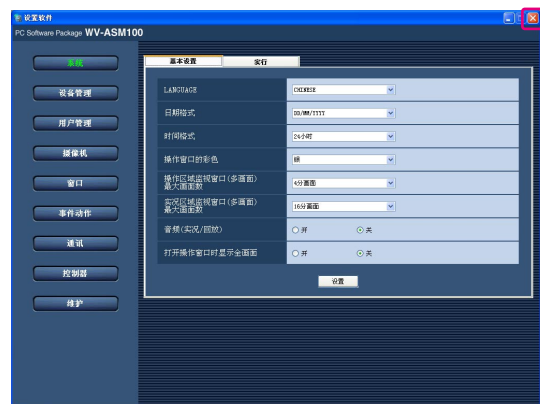 设置软件
PC Software Package WV-ASM100
系统
设备管理
用户管理
摄像机
窗口
事件动作
通讯
控制器
维护
基本设置 实行
LANGUAGE CHINESE
日期格式 DD/MM/YYYY
时间格式 24小时
操作窗口的彩色 暗
操作区域监视窗口(多画面)
最大画面数 4分画面
实况区域监视窗口(多画面)
最大画面数 16分画面
音频(实况/回放) 开 关
打开操作窗口时显示全画面 开 关
设置